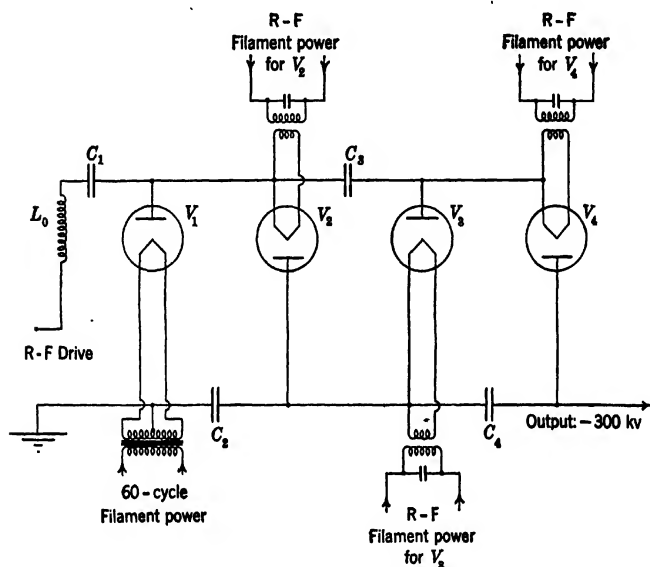 R-F
Filament power
for V2
R-F
Filament power
for V4
C1
C3
L0
V1
V2
V3
V4
R-F Drive
C2
C4
Output: -300 kv
60-cycle
Filament power
R-F
Filament power
for V3